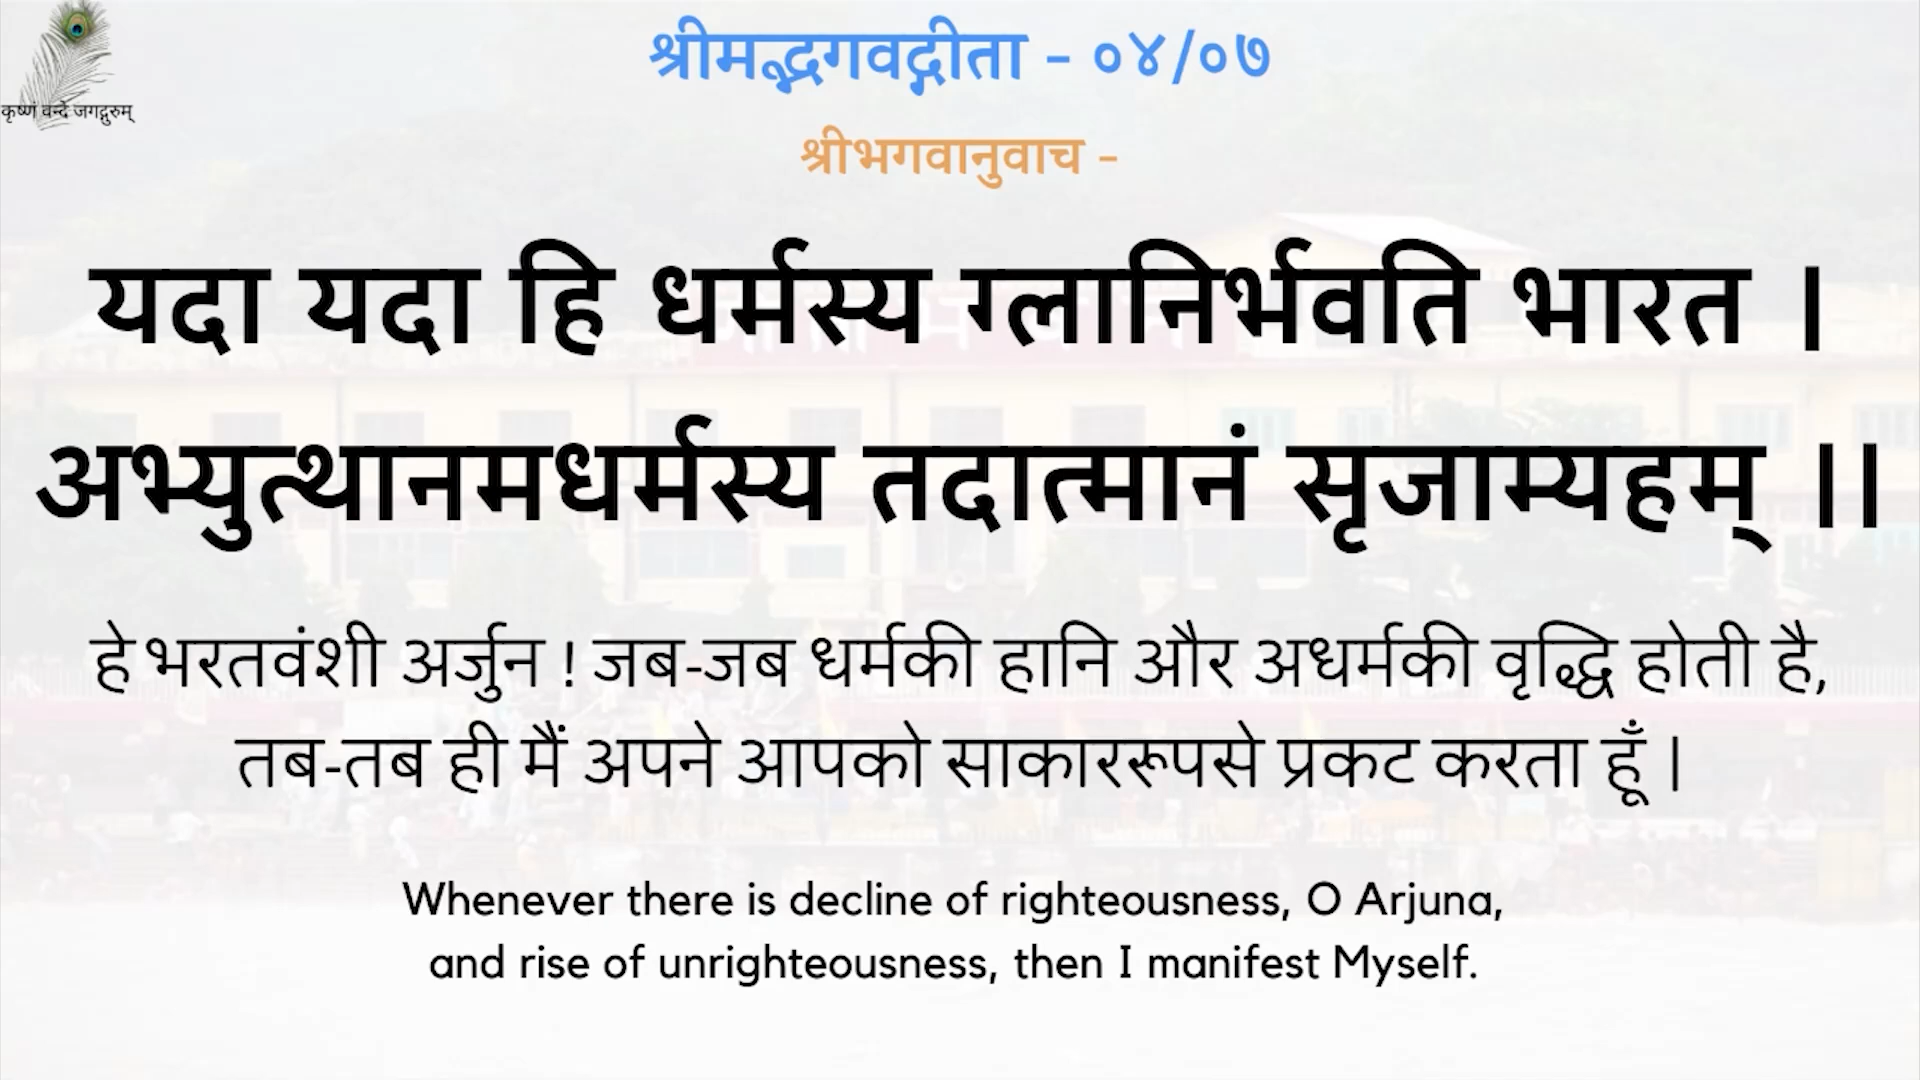 श्रीमद्भगवद्गीता - ०४/०७
कृष्णं वन्दे जगद्गुरुम्
श्रीभगवानुवाच -
यदा यदा हि धर्मस्य ग्लानिर्भवति भारत ।
अभ्युत्थानमधर्मस्य तदात्मानं सृजाम्यहम् ।।
हे भरतवंशी अर्जुन ! जब-जब धर्मकी हानि और अधर्मकी वृद्धि होती है,
तब-तब ही मैं अपने आपको साकाररूपसे प्रकट करता हूँ |
Whenever there is decline of righteousness, O Arjuna,
and rise of unrighteousness, then I manifest Myself.